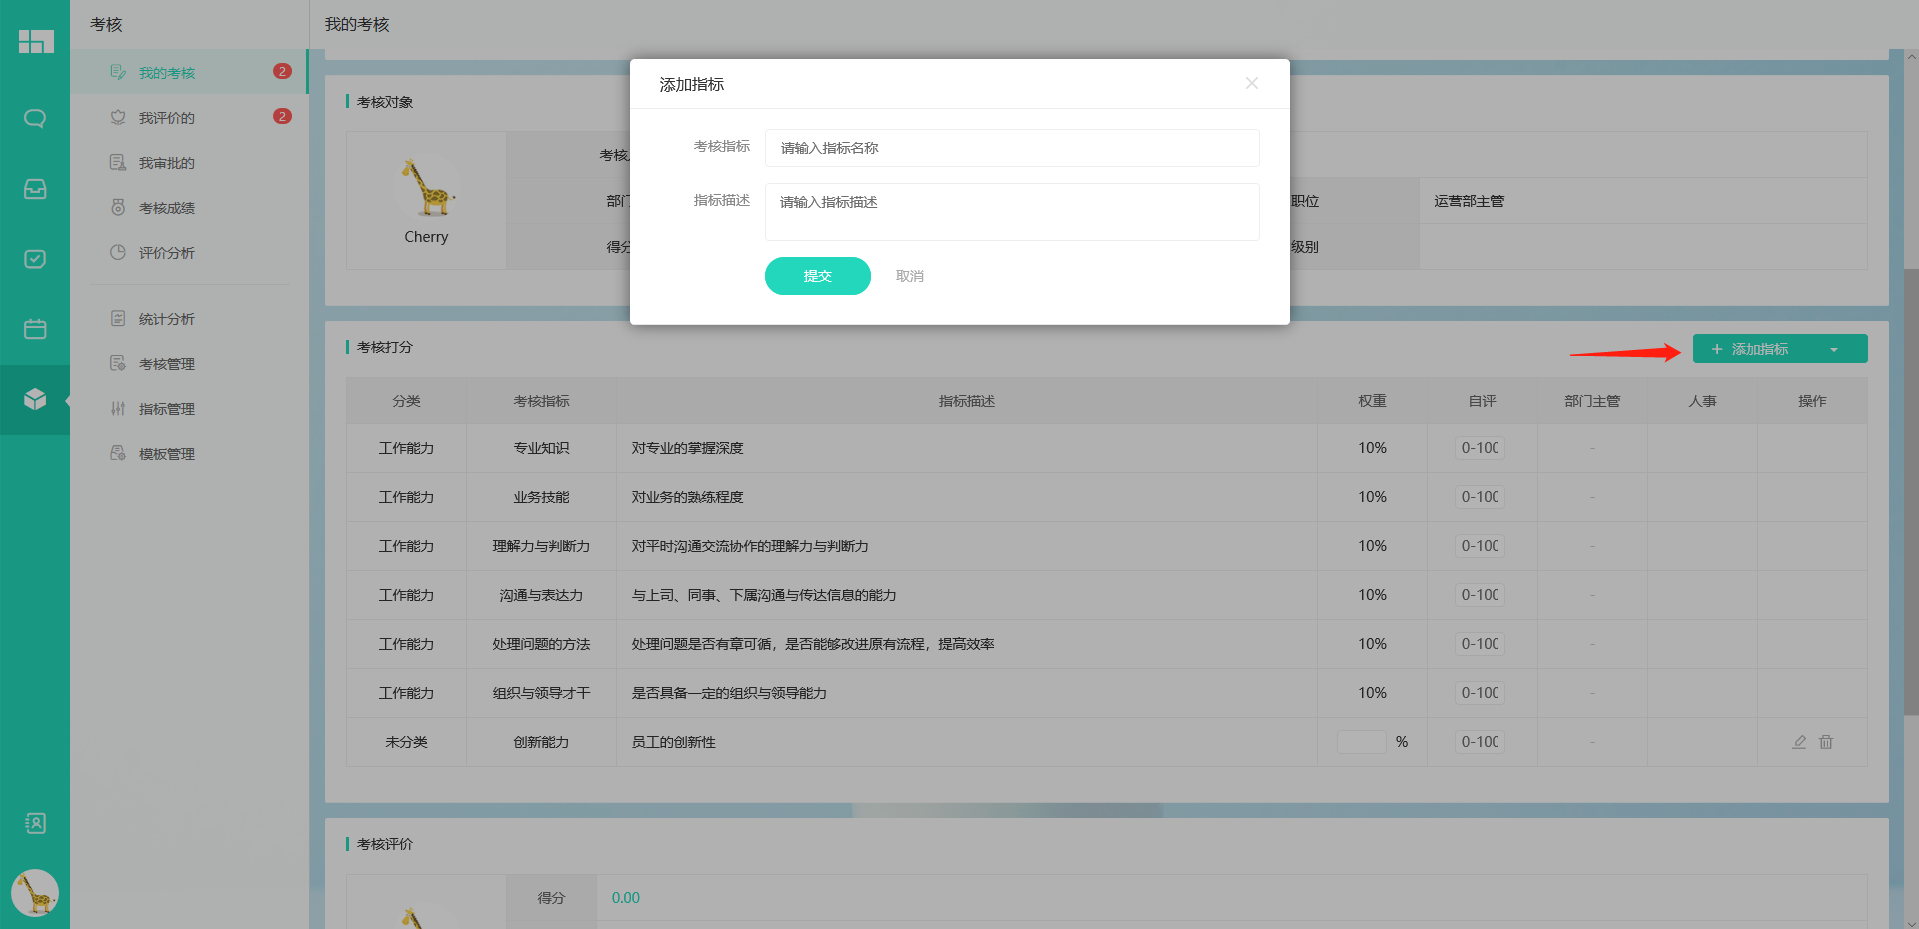 考核
我的考核
我的考核 2
我评价的 2
我审批的
考核成绩
评价分析
统计分析
考核管理
指标管理
模板管理
添加指标
考核指标 请输入指标名称
指标描述 请输入指标描述
提交 取消
考核对象
Cherry
考核
部门 职位 运营部主管
得分 级别
考核打分
添加指标
分类 考核指标 指标描述 权重 自评 部门主管 人事 操作
工作能力 专业知识 对专业的掌握深度 10% 0-100 -
工作能力 业务技能 对业务的熟练程度 10% 0-100 -
工作能力 理解力与判断力 对平时沟通交流协作的理解力与判断力 10% 0-100 -
工作能力 沟通与表达力 与上司、同事、下属沟通与传达信息的能力 10% 0-100 -
工作能力 处理问题的方法 处理问题是否有章可循，是否能够改进原有流程，提高效率 10% 0-100 -
工作能力 组织与领导才干 是否具备一定的组织与领导能力 10% 0-100 -
未分类 创新能力 员工的创新性 % 0-100 -
考核评价
得分 0.00